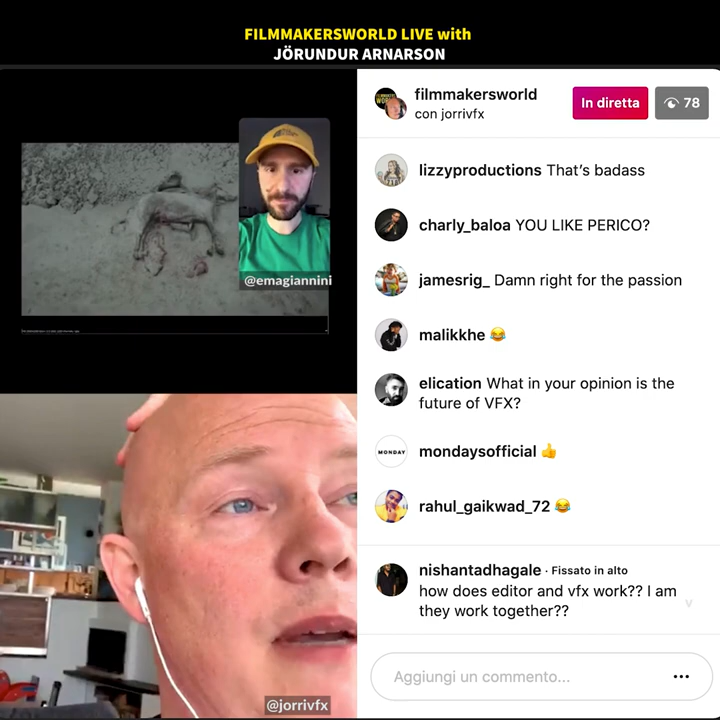 FILMMAKERSWORLD LIVE with
JÖRUNDUR ARNARSON
@emagiannini
@jorrivfx
filmmakersworld
con jorrivfx
In diretta
78
lizzyproductions That's badass
charly_baloa YOU LIKE PERICO?
jamesrig_ Damn right for the passion
malikkhe 😂
elication What in your opinion is the
future of VFX?
MONDAY
mondaysofficial 👍
rahul_gaikwad_72 😂
nishantadhagale · Fissato in alto
how does editor and vfx work?? I am
they work together??
Aggiungi un commento...